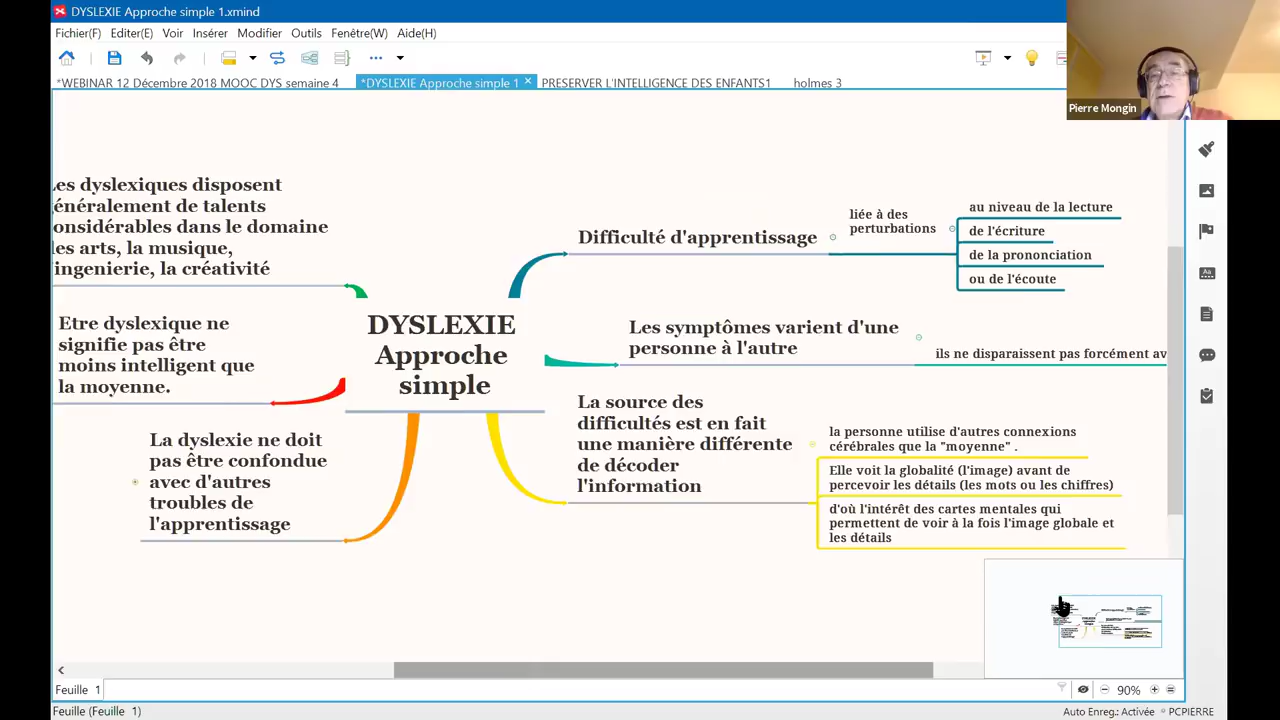 DYSLEXIE Approche simple 1.xmind
Fichier(F) Editer(E) Voir Insérer Modifier Outils Fenêtre(W) Aide(H)
*WEBINAR 12 Décembre 2018 MOOC DYS semaine 4
*DYSLEXIE Approche simple 1
PRESERVER L'INTELLIGENCE DES ENFANTS1
holmes 3
Pierre Mongin
es dyslexiques disposent
énéralement de talents
onsidérables dans le domaine
es arts, la musique,
ingenierie, la créativité
Etre dyslexique ne
signifie pas être
moins intelligent que
la moyenne.
La dyslexie ne doit
pas être confondue
avec d'autres
troubles de
l'apprentissage
DYSLEXIE
Approche
simple
Difficulté d'apprentissage
liée à des
perturbations
au niveau de la lecture
de l'écriture
de la prononciation
ou de l'écoute
Les symptômes varient d'une
personne à l'autre
ils ne disparaissent pas forcément av
La source des
difficultés est en fait
une manière différente
de décoder
l'information
la personne utilise d'autres connexions
cérébrales que la "moyenne" .
Elle voit la globalité (l'image) avant de
percevoir les détails (les mots ou les chiffres)
d'où l'intérêt des cartes mentales qui
permettent de voir à la fois l'image globale et
les détails
Feuille 1
90%
Feuille (Feuille 1)
Auto Enreg.: Activée
PCPIERRE